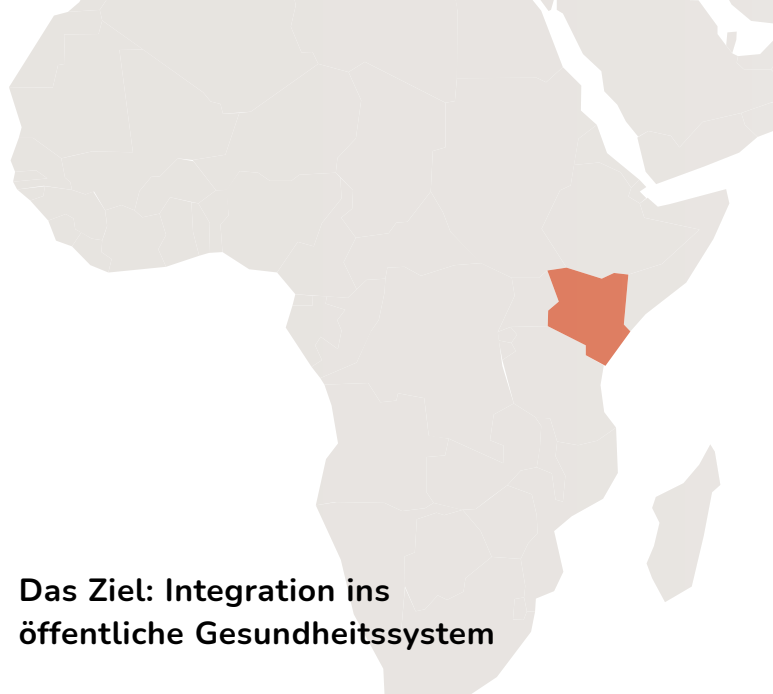 Das Ziel: Integration ins
öffentliche Gesundheitssystem